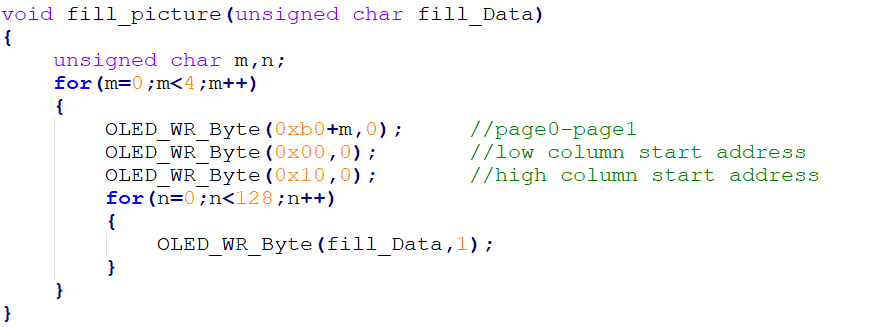 void fill_picture(unsigned char fill_Data)
{
    unsigned char m,n;
    for(m=0;m<4;m++)
    {
        OLED_WR_Byte(0xb0+m,0);     //page0-page1
        OLED_WR_Byte(0x00,0);       //low column start address
        OLED_WR_Byte(0x10,0);       //high column start address
        for(n=0;n<128;n++)
        {
            OLED_WR_Byte(fill_Data,1);
        }
    }
}